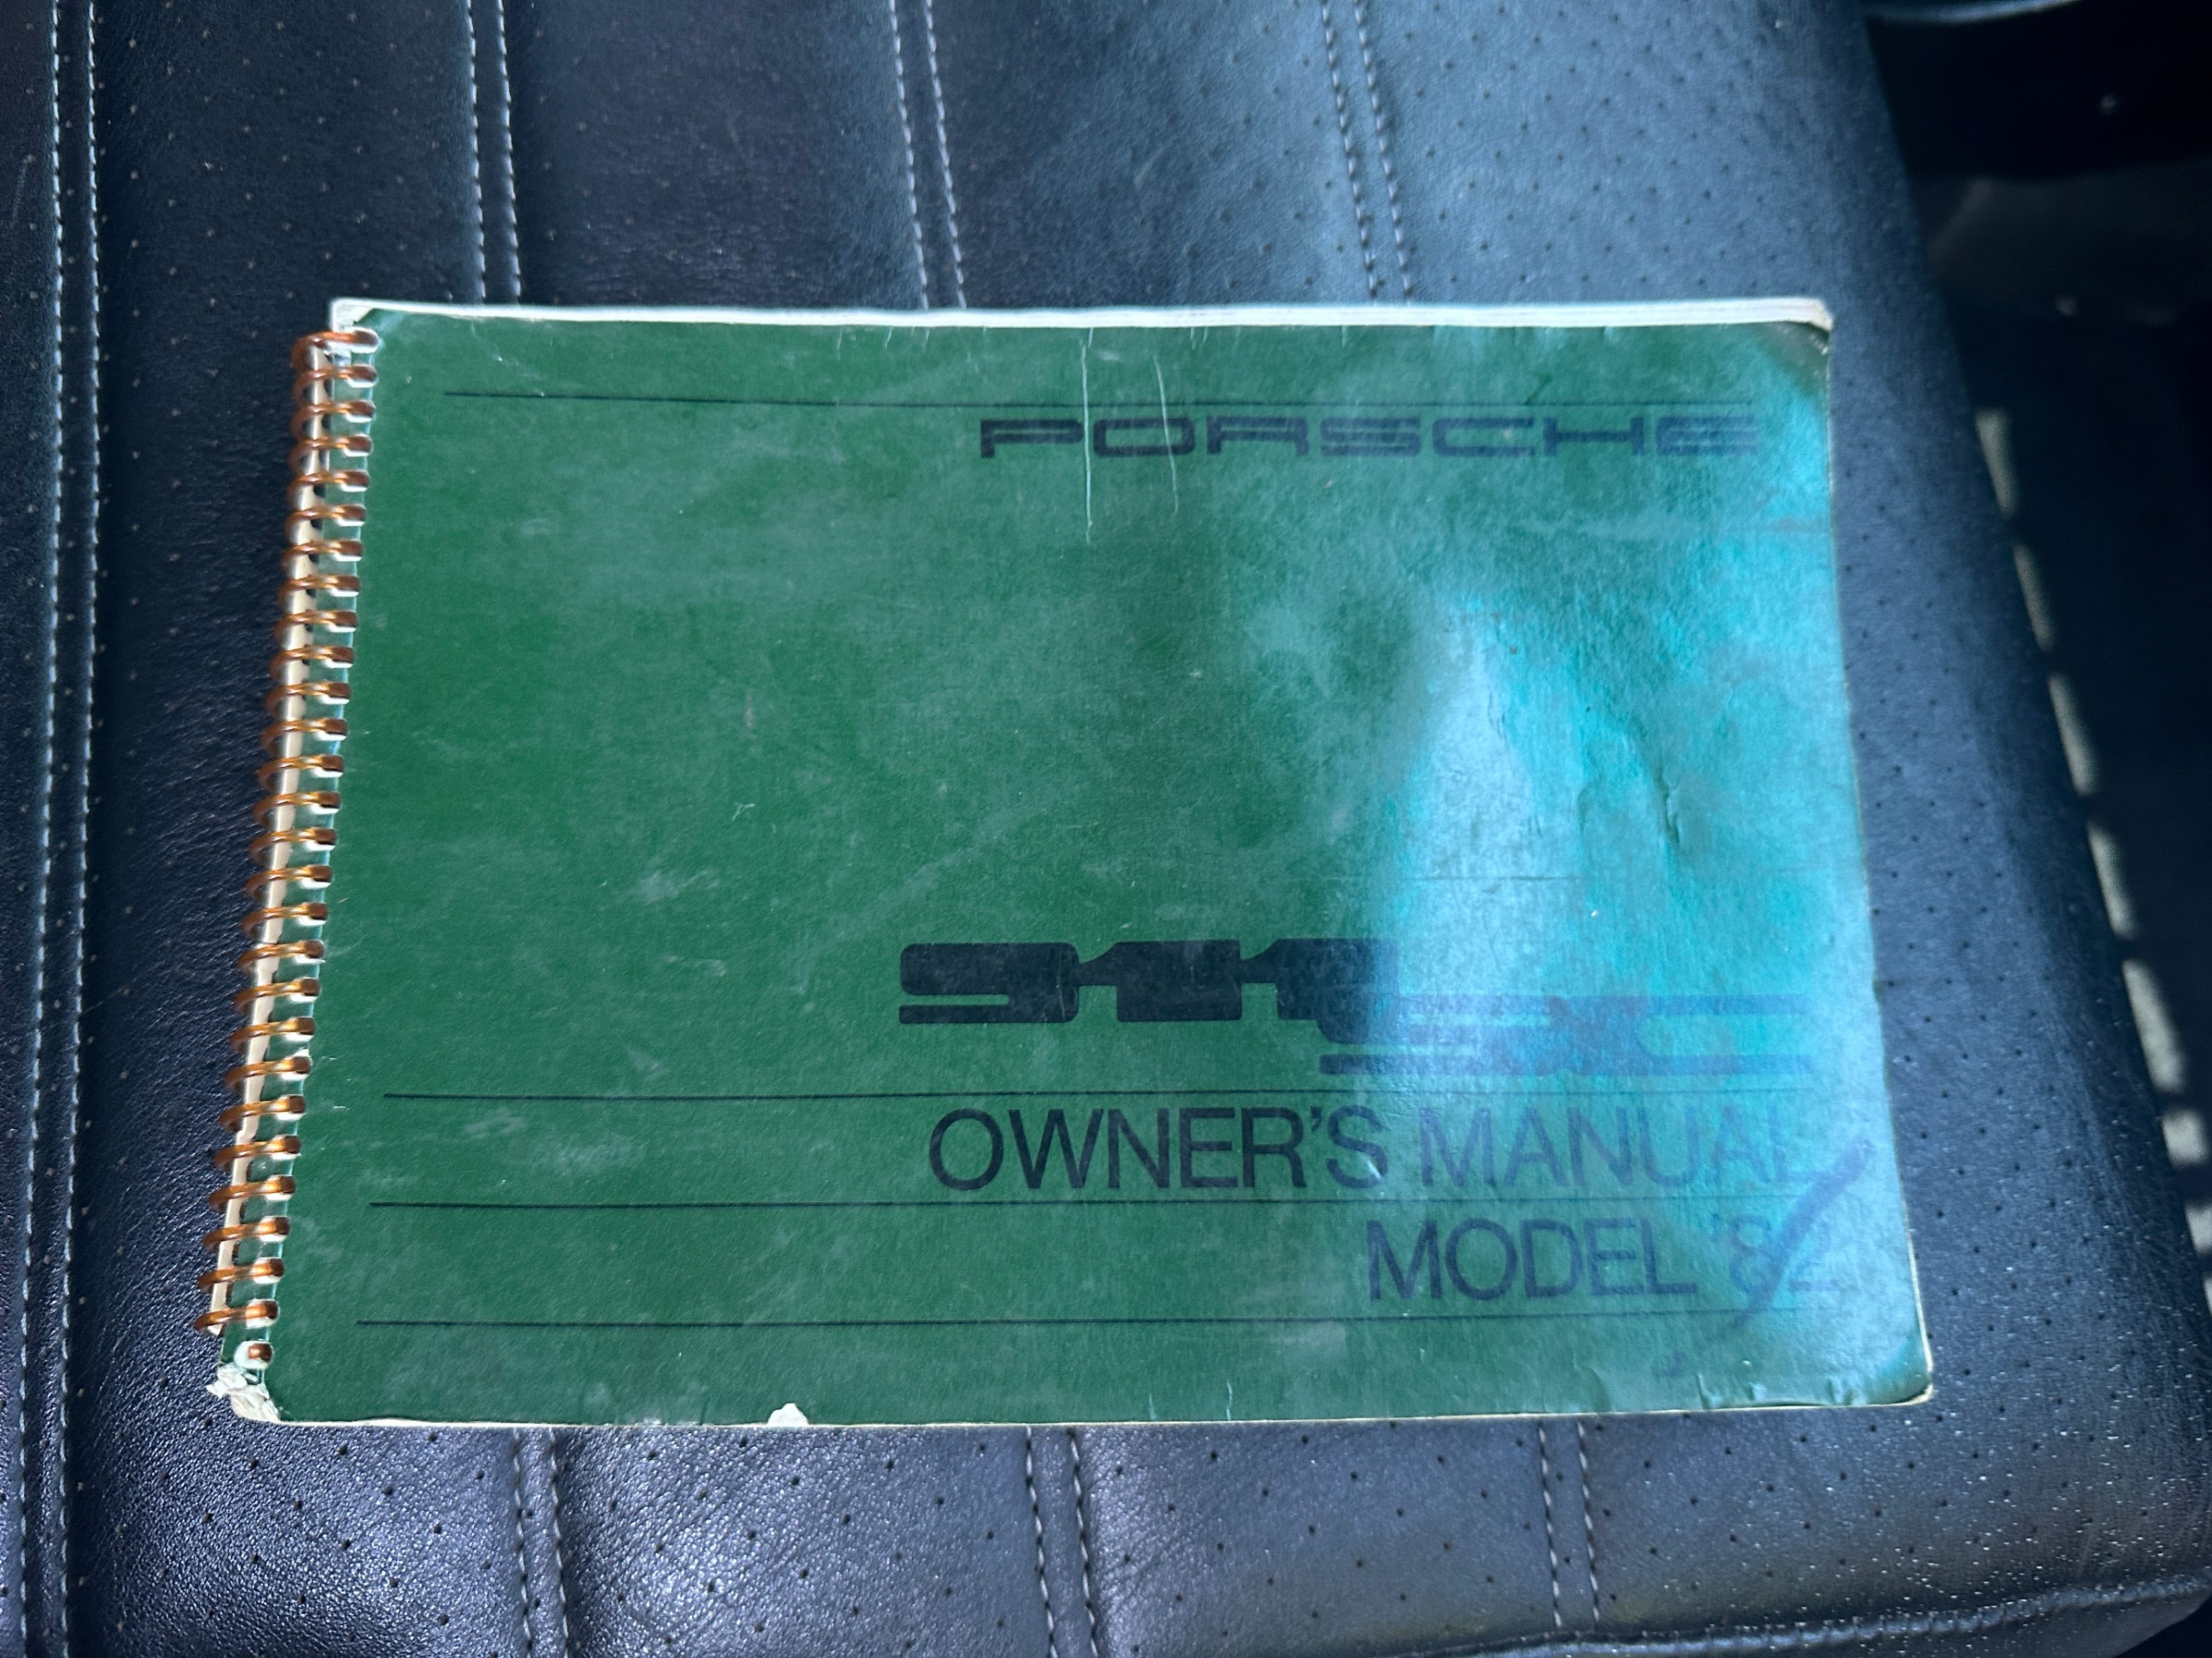 PORSCHE
911SC
OWNER'S MANUAL
MODEL '82